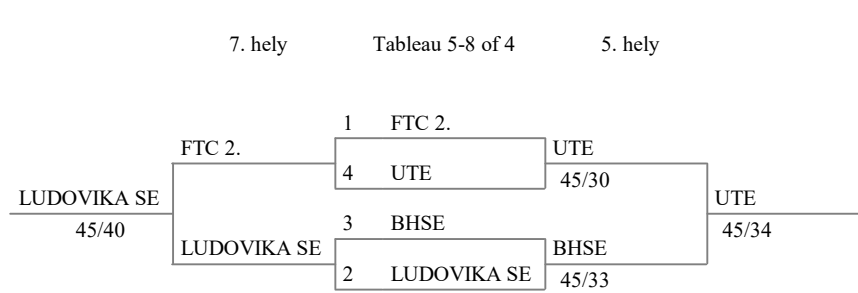 7. hely Tableau 5-8 of 4 5. hely
1 FTC 2.
FTC 2. UTE
4 UTE 45/30
LUDOVIKA SE UTE
45/40 3 BHSE 45/34
LUDOVIKA SE BHSE
2 LUDOVIKA SE 45/33